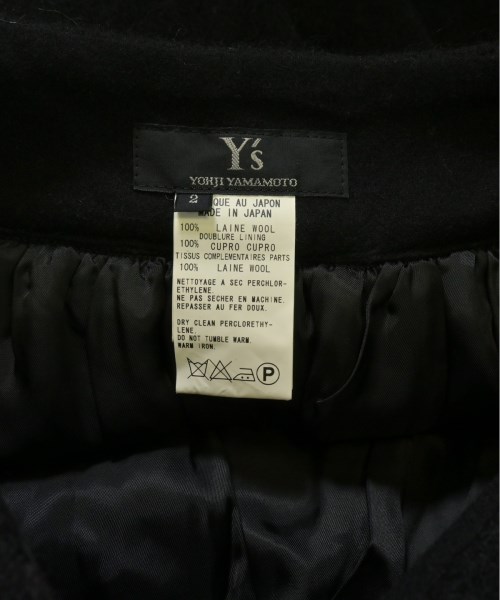 Y's
YOHJI YAMAMOTO
2
QUE AU JAPON
MADE IN JAPAN
100% LAINE WOOL
DOUBLURE LINING
100% CUPRO CUPRO
TISSUS COMPLEMENTAIRES PARTS
100% LAINE WOOL
NETTOYAGE A SEC PERCHLOR-
ETHYLENE.
NE PAS SECHER EN MACHINE.
REPASSER AU FER DOUX.
DRY CLEAN PERCLORETHY-
LENE.
DO NOT TUMBLE WARM.
WARM IRON.
P